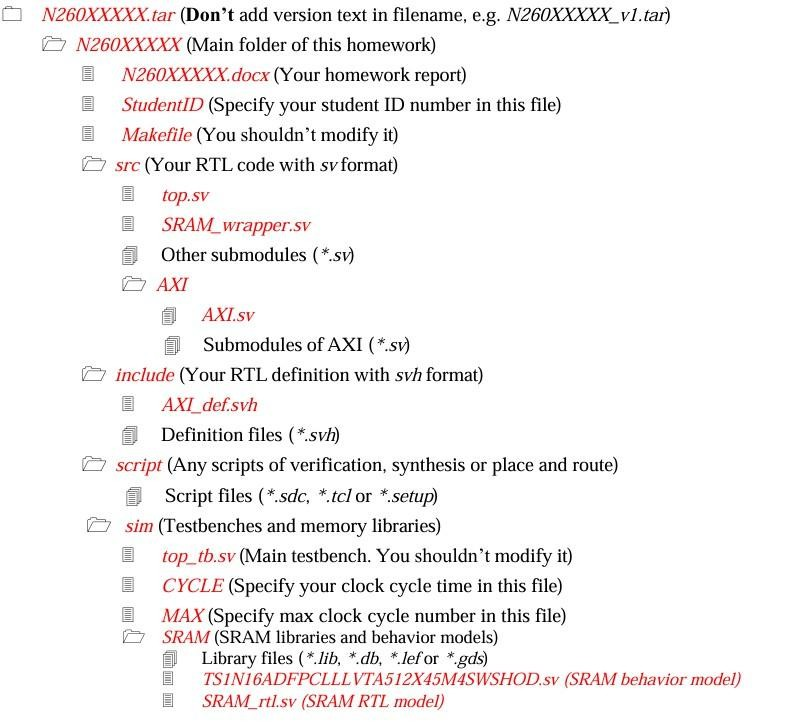 N260XXXXX.tar (Don't add version text in filename, e.g. N260XXXXX_v1.tar)
N260XXXXX (Main folder of this homework)
N260XXXXX.docx (Your homework report)
StudentID (Specify your student ID number in this file)
Makefile (You shouldn't modify it)
src (Your RTL code with sv format)
top.sv
SRAM_wrapper.sv
Other submodules (*.sv)
AXI
AXI.sv
Submodules of AXI (*.sv)
include (Your RTL definition with svh format)
AXI_def.svh
Definition files (*.svh)
script (Any scripts of verification, synthesis or place and route)
Script files (*.sdc, *.tcl or *.setup)
sim (Testbenches and memory libraries)
top_tb.sv (Main testbench. You shouldn't modify it)
CYCLE (Specify your clock cycle time in this file)
MAX (Specify max clock cycle number in this file)
SRAM (SRAM libraries and behavior models)
Library files (*.lib, *.db, *.lef or *.gds)
TS1N16ADFPCLLLVTA512X45M4SWSHOD.sv (SRAM behavior model)
SRAM_rtl.sv (SRAM RTL model)